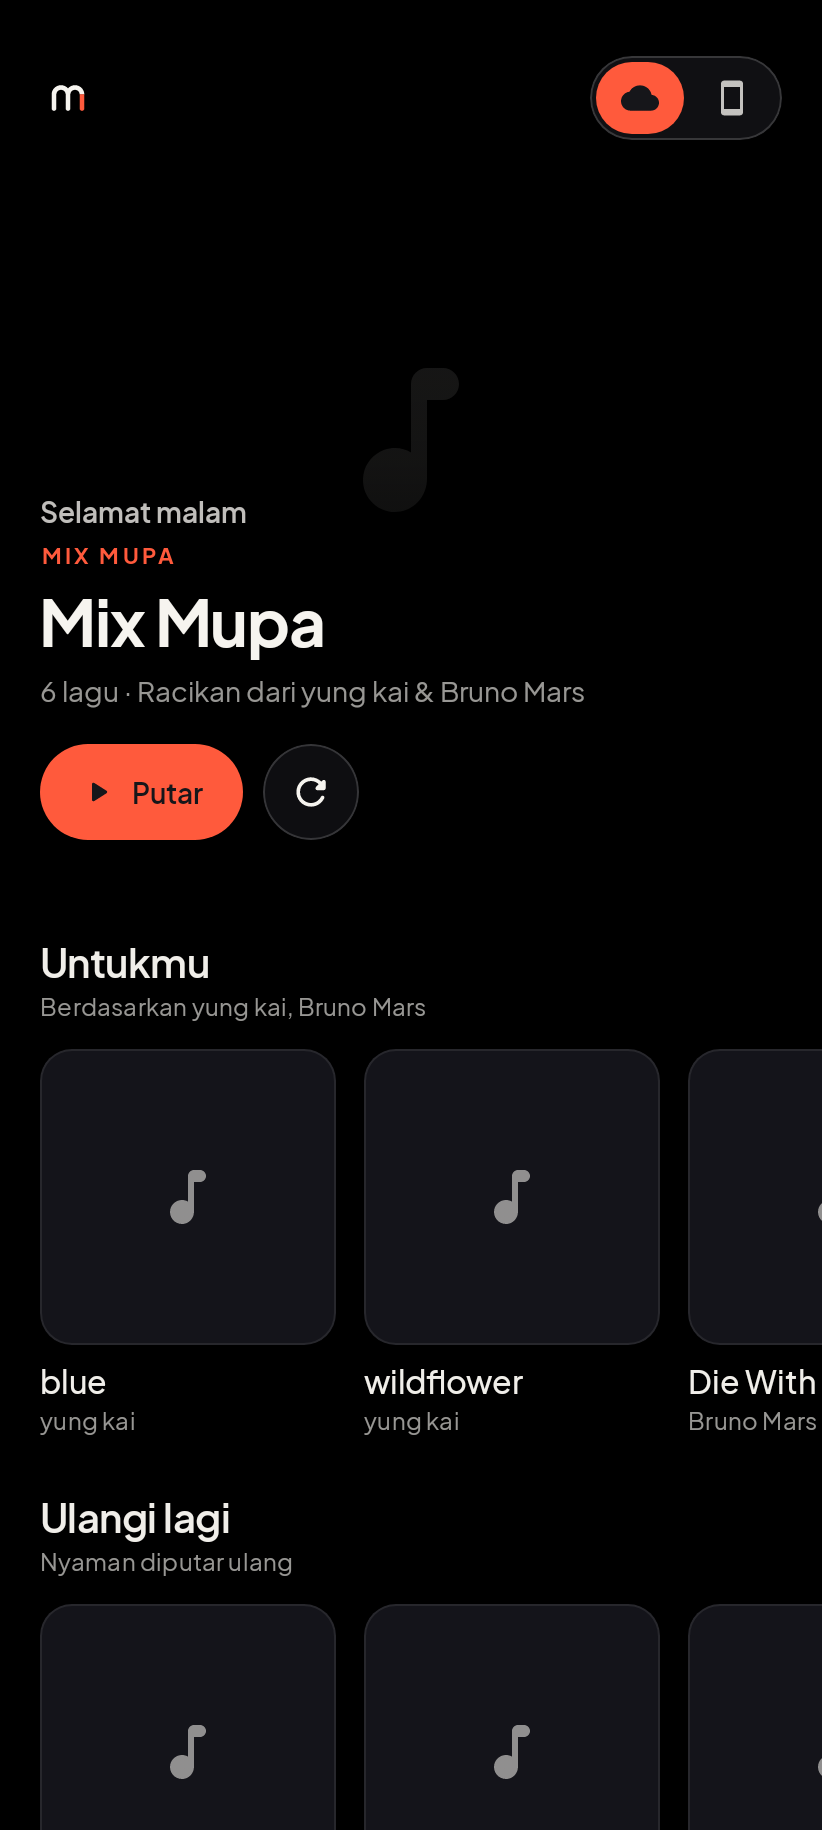 m
Selamat malam
MIX MUPA
Mix Mupa
6 lagu · Racikan dari yung kai & Bruno Mars
Putar
Untukmu
Berdasarkan yung kai, Bruno Mars
blue
wildflower
Die With
yung kai
yung kai
Bruno Mars
Ulangi lagi
Nyaman diputar ulang